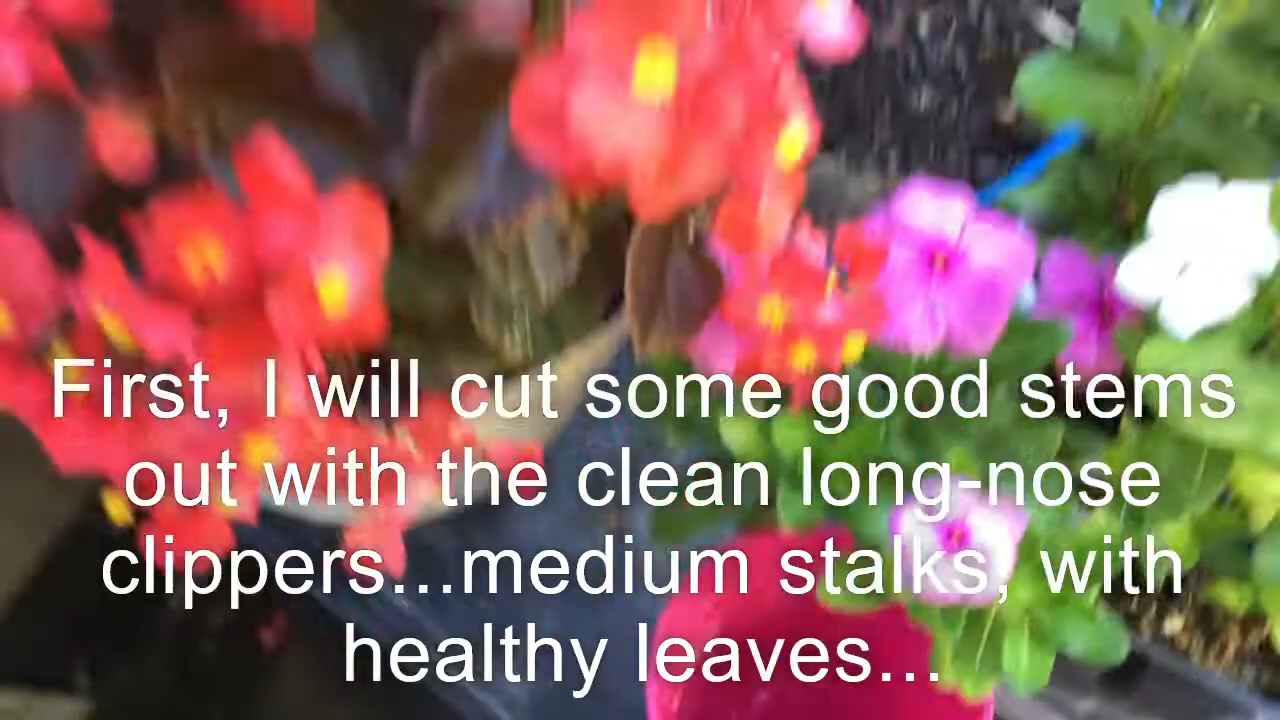 First, I will cut some good stems
out with the clean long-nose
clippers...medium stalks, with
healthy leaves...